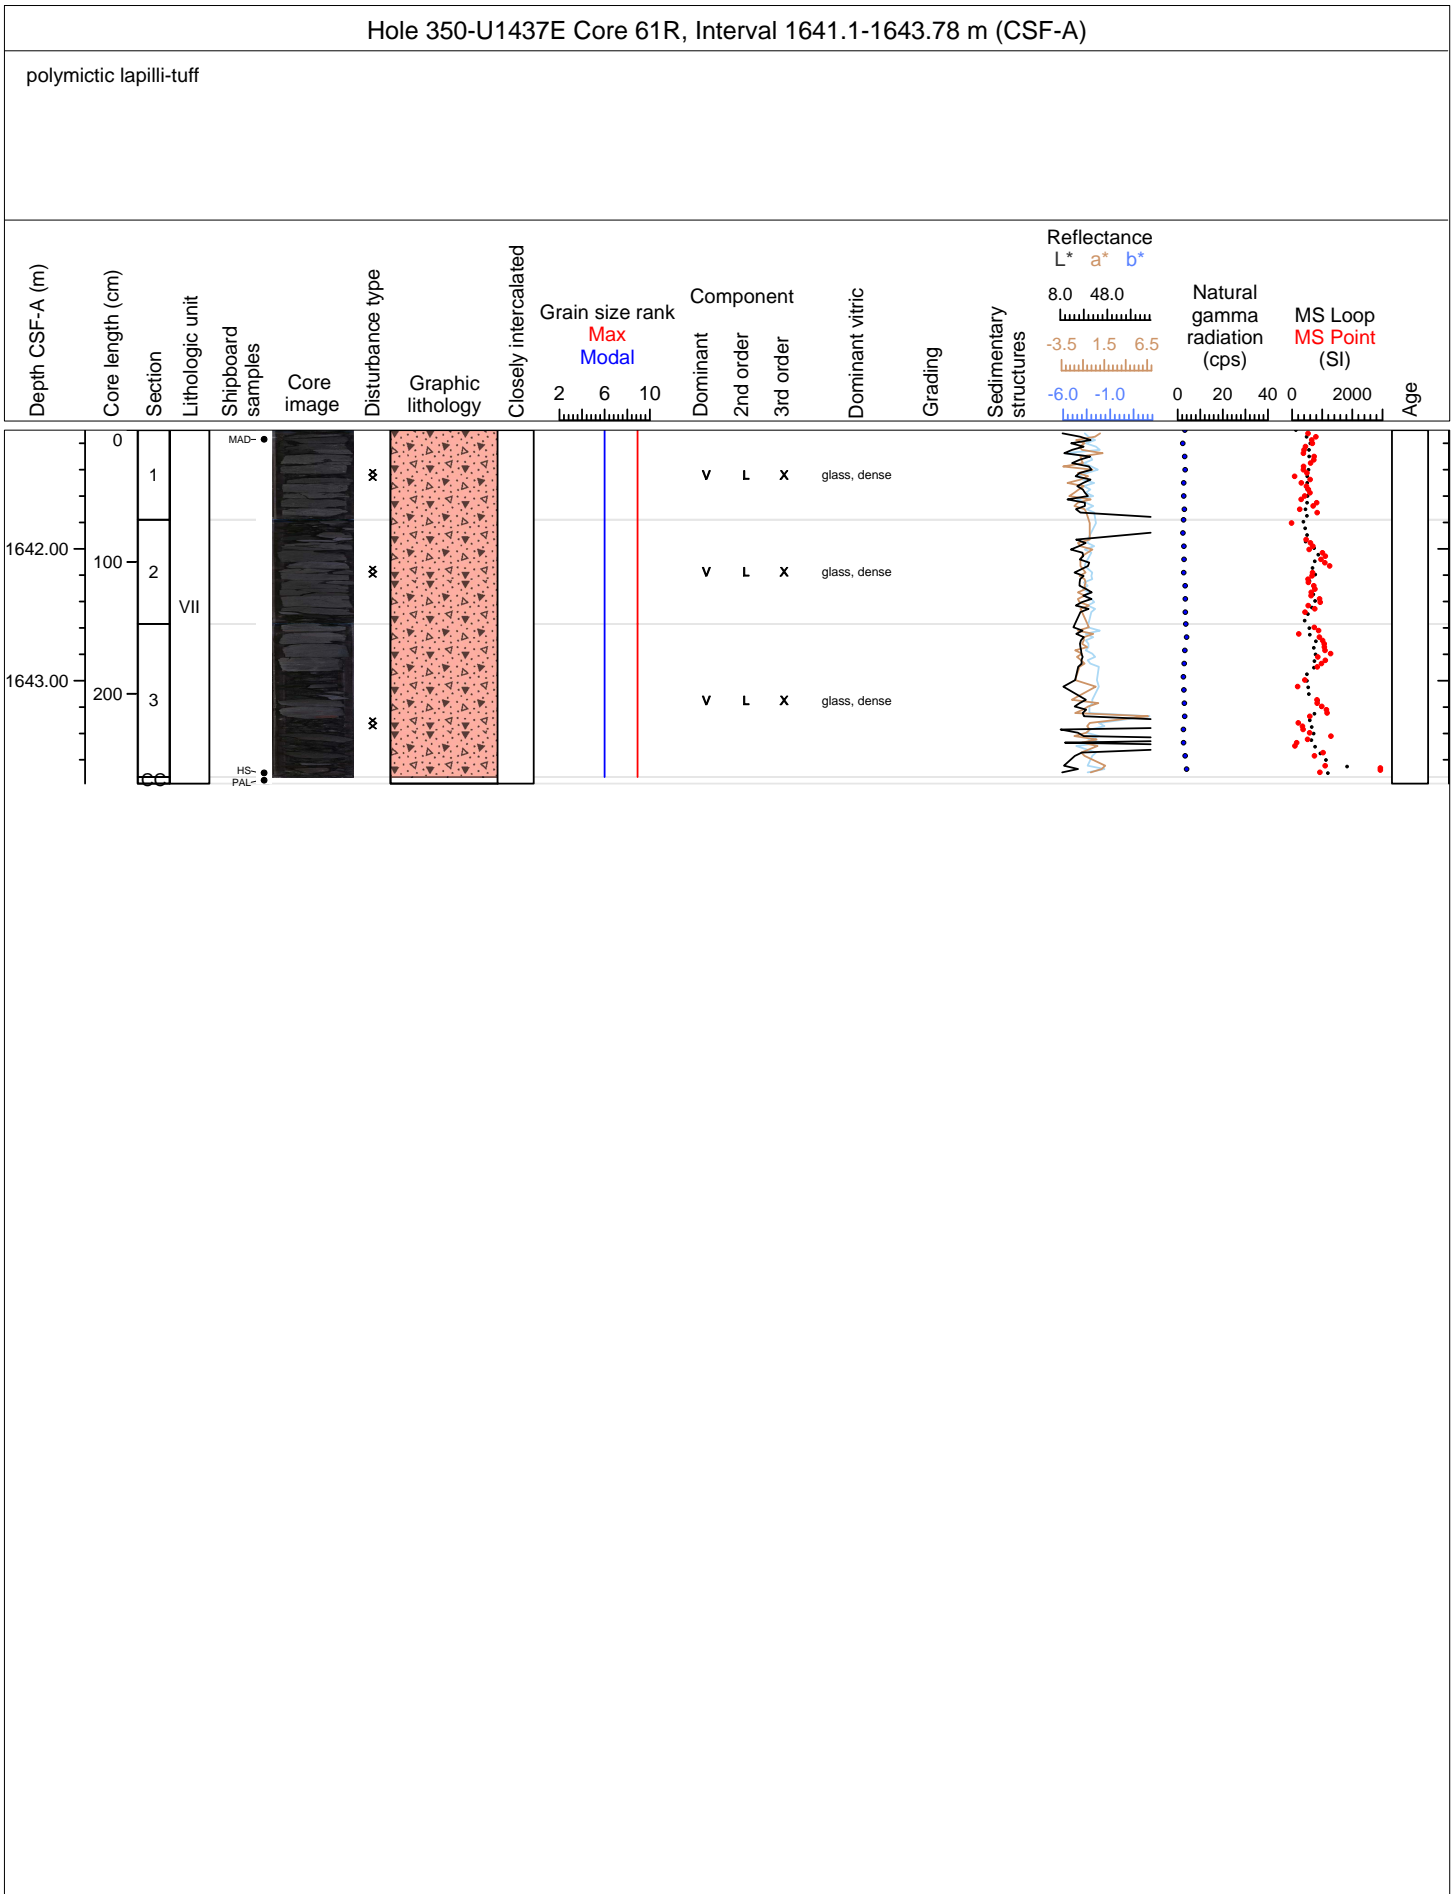 Hole 350-U1437E Core 61R, Interval 1641.1-1643.78 m (CSF-A)
polymictic lapilli-tuff
Depth CSF-A (m)
Core length (cm)
Section
Lithologic unit
Shipboard
samples
Core
image
Disturbance type
Graphic
lithology
Closely intercalated
Grain size rank
Max
Modal
2 6 10
Component
Dominant
2nd order
3rd order
Dominant vitric
Grading
Sedimentary
structures
Reflectance
L* a* b*
8.0 48.0
-3.5 1.5 6.5
-6.0 -1.0
Natural
gamma
radiation
(cps)
0 20 40
MS Loop
MS Point
(SI)
0 2000
Age
0
MAD
1
V L X glass, dense
1642.00
100
2
V L X glass, dense
VII
1643.00
200
3
V L X glass, dense
HS
CC
PAL